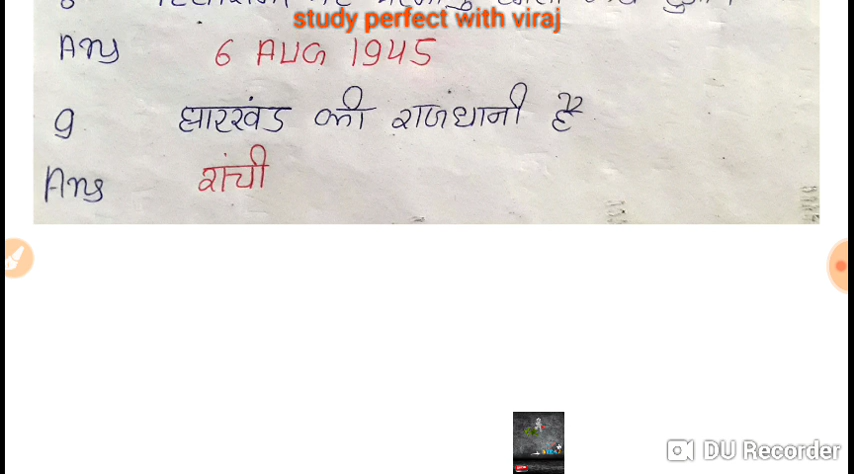 study perfect with viraj
Ans 6 AUG 1945
9 झारखंड की राजधानी है
Ans रांची
DU Recorder